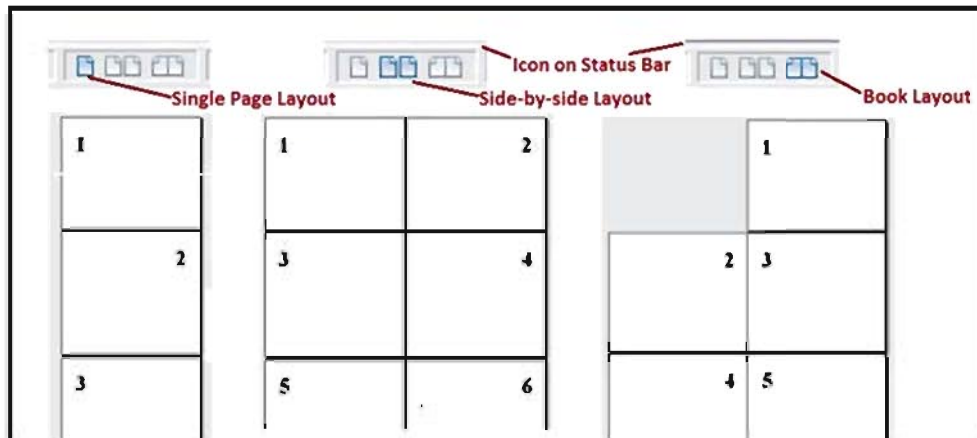 Icon on Status Bar
Single Page Layout
Side-by-side Layout
Book Layout
1
2
3
1 2
3 4
5 6
1
2 3
4 5